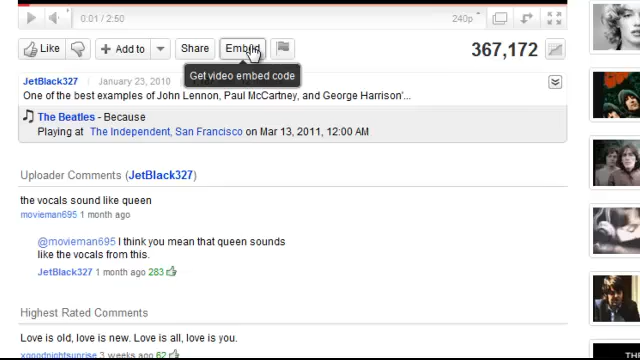 0:01 / 2:50 240p
Like Add to Share Embed 367,172
Get video embed code
JetBlack327 January 23, 2010
One of the best examples of John Lennon, Paul McCartney, and George Harrison'...
The Beatles - Because
Playing at The Independent, San Francisco on Mar 13, 2011, 12:00 AM
Uploader Comments (JetBlack327)
the vocals sound like queen
movieman695 1 month ago
@movieman695 I think you mean that queen sounds
like the vocals from this.
JetBlack327 1 month ago 283
Highest Rated Comments
Love is old, love is new. Love is all, love is you.
xgoodnightsunrise 3 weeks ago 62